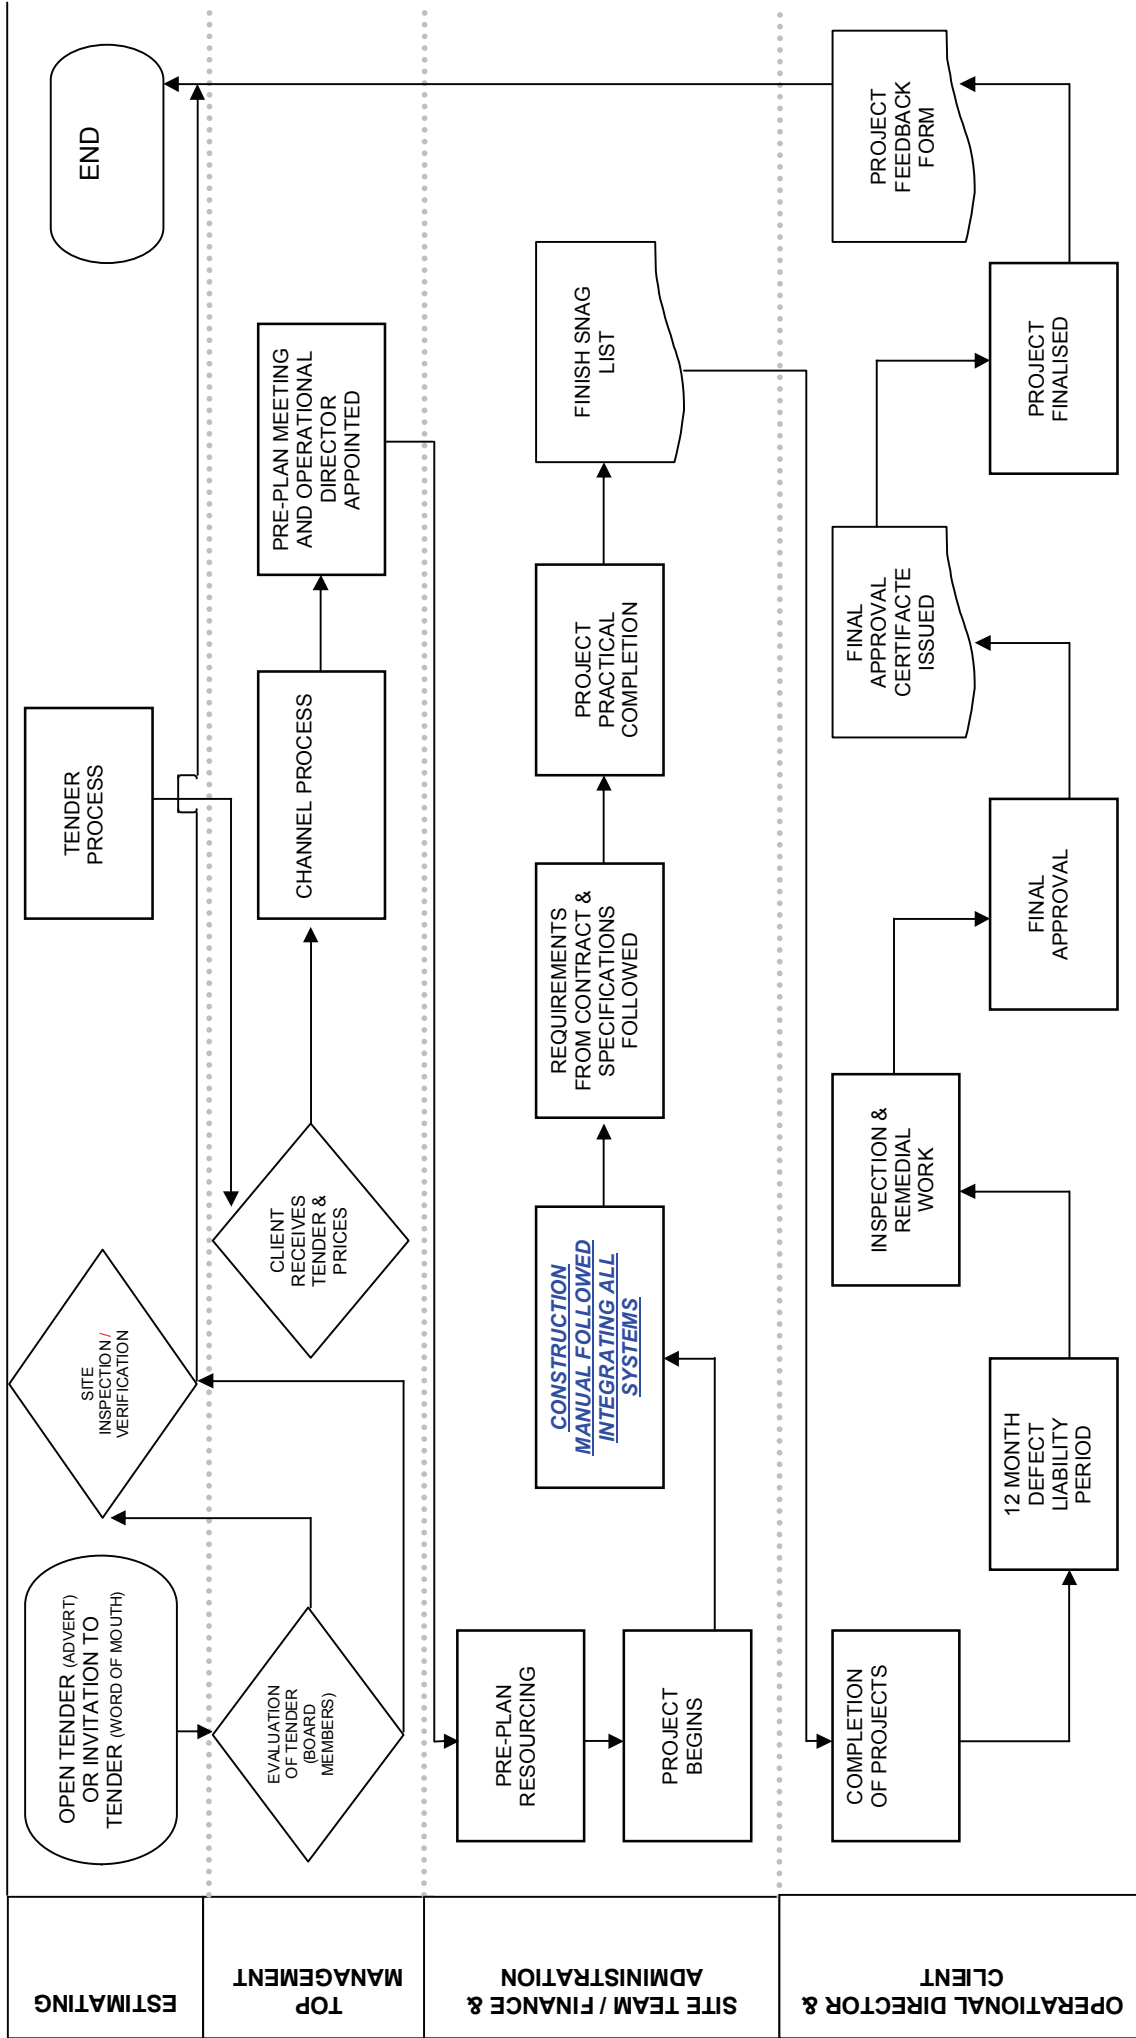 ESTIMATING
OPEN TENDER (ADVERT)
OR INVITATION TO
TENDER (WORD OF MOUTH)
SITE
INSPECTION /
VERIFICATION
TENDER
PROCESS
END
TOP
MANAGEMENT
EVALUATION
OF TENDER
(BOARD
MEMBERS)
CLIENT
RECEIVES
TENDER &
PRICES
CHANNEL PROCESS
PRE-PLAN MEETING
AND OPERATIONAL
DIRECTOR
APPOINTED
SITE TEAM / FINANCE &
ADMINISTRATION
PRE-PLAN
RESOURCING
PROJECT
BEGINS
CONSTRUCTION
MANUAL FOLLOWED
INTEGRATING ALL
SYSTEMS
REQUIREMENTS
FROM CONTRACT &
SPECIFICATIONS
FOLLOWED
PROJECT
PRACTICAL
COMPLETION
FINISH SNAG
LIST
OPERATIONAL DIRECTOR &
CLIENT
COMPLETION
OF PROJECTS
12 MONTH
DEFECT
LIABILITY
PERIOD
INSPECTION &
REMEDIAL
WORK
FINAL
APPROVAL
FINAL
APPROVAL
CERTIFACTE
ISSUED
PROJECT
FINALISED
PROJECT
FEEDBACK
FORM